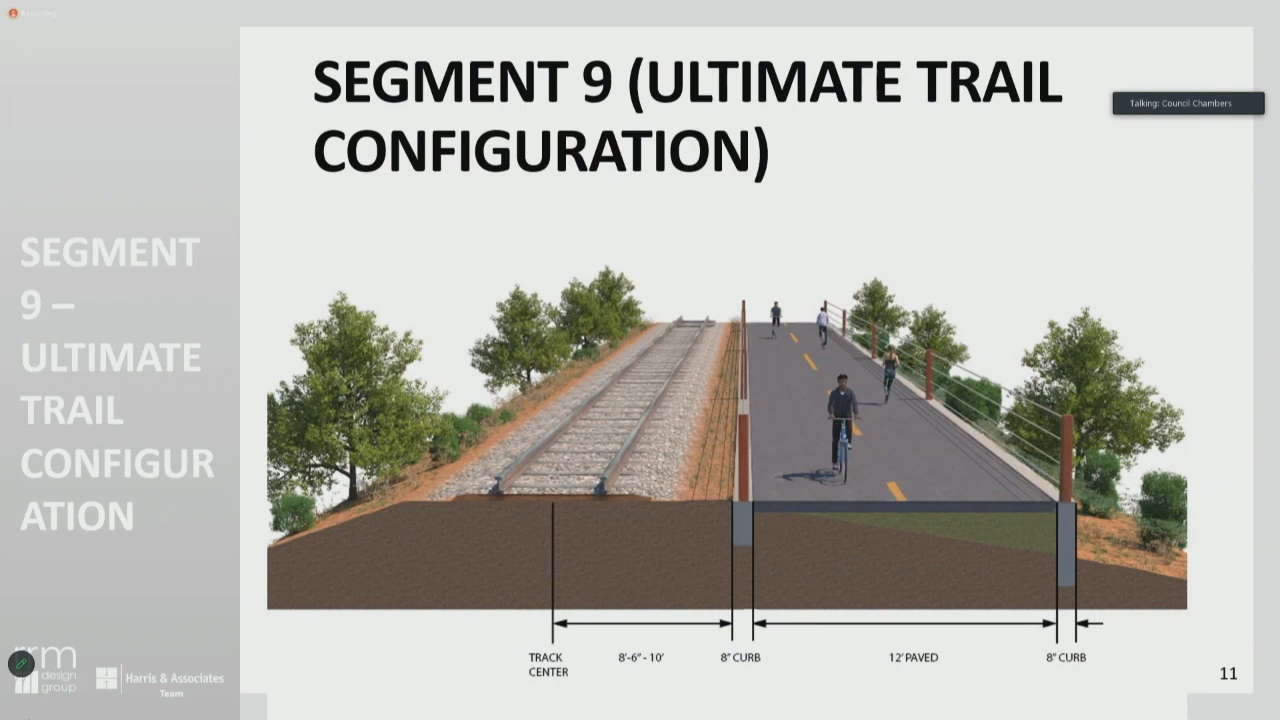 SEGMENT 9 (ULTIMATE TRAIL
CONFIGURATION)
Talking: Council Chambers
SEGMENT
9 –
ULTIMATE
TRAIL
CONFIGUR
ATION
TRACK
CENTER
8'-6" - 10'
8" CURB
12' PAVED
8" CURB
rrm
design
group
Harris & Associates
Team
11